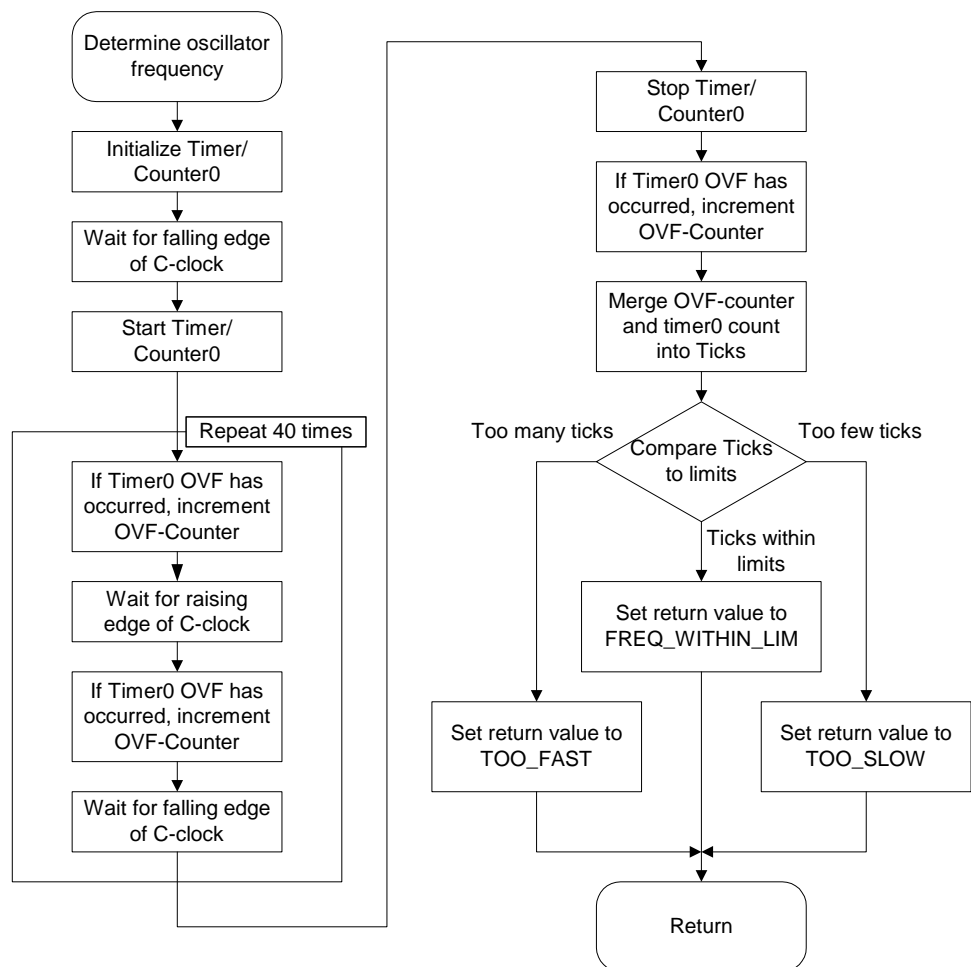 Determine oscillator
frequency
Initialize Timer/
Counter0
Wait for falling edge
of C-clock
Start Timer/
Counter0
Repeat 40 times
If Timer0 OVF has
occurred, increment
OVF-Counter
Wait for raising
edge of C-clock
If Timer0 OVF has
occurred, increment
OVF-Counter
Wait for falling edge
of C-clock
Stop Timer/
Counter0
If Timer0 OVF has
occurred, increment
OVF-Counter
Merge OVF-counter
and timer0 count
into Ticks
Too many ticks
Compare Ticks
to limits
Too few ticks
Ticks within
limits
Set return value to
FREQ_WITHIN_LIM
Set return value to
TOO_FAST
Set return value to
TOO_SLOW
Return